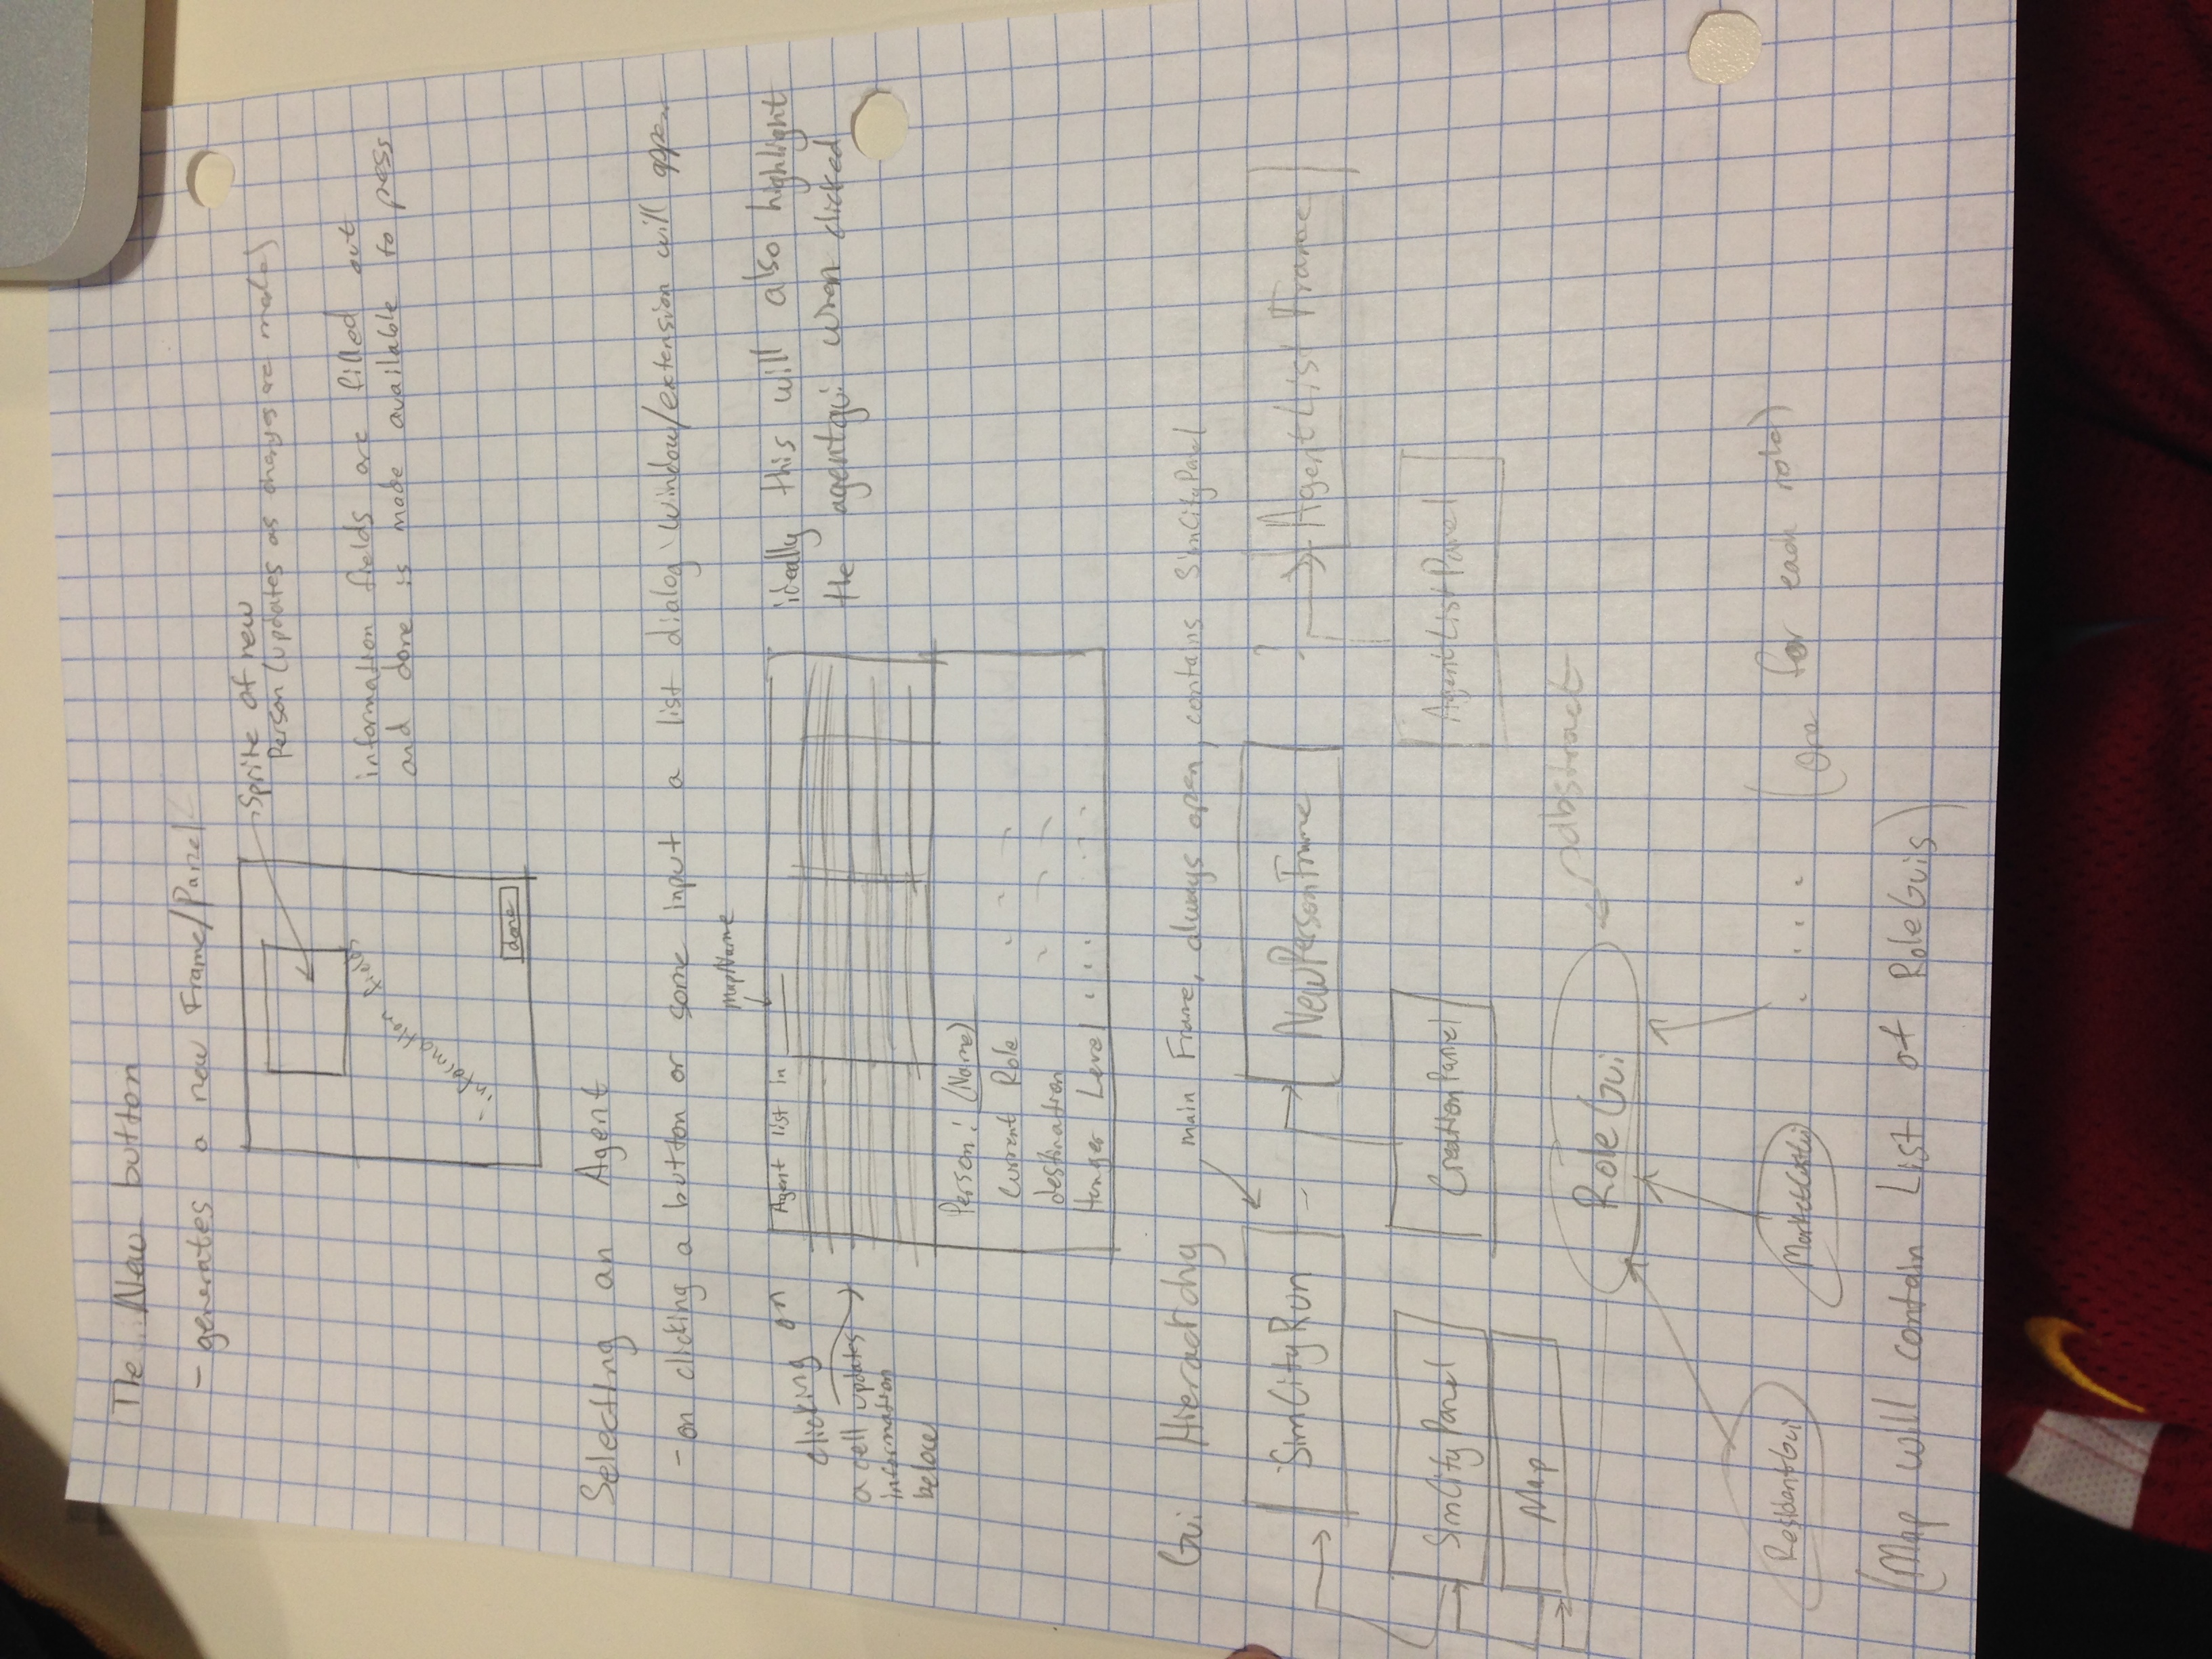 The New button
- generates a new Frame/Panel
Sprite of new
Person (updates as changes are made)
information fields
information fields are filled out
and done is made available to press
done
Selecting an Agent
- on clicking a button or some input a list dialog window/extension will appear
mapName
Agent list in
clicking on
a cell updates
information
below
ideally this will also highlight
the agentgui when clicked
Person: (Name)
Current Role . . .
destination . . .
Hunger Level . . . . . .
Gui Hierarchy
main Frame, always open, contains SimCityPanel
SimCityRun
NewPersonFrame
AgentList Frame
SimCityPanel
CreationPanel
AgentListPanel
Map
RoleGui
abstract
ResidentGui
MarketCustGui
. . . .
(one for each role)
(Map will contain List of RoleGuis)